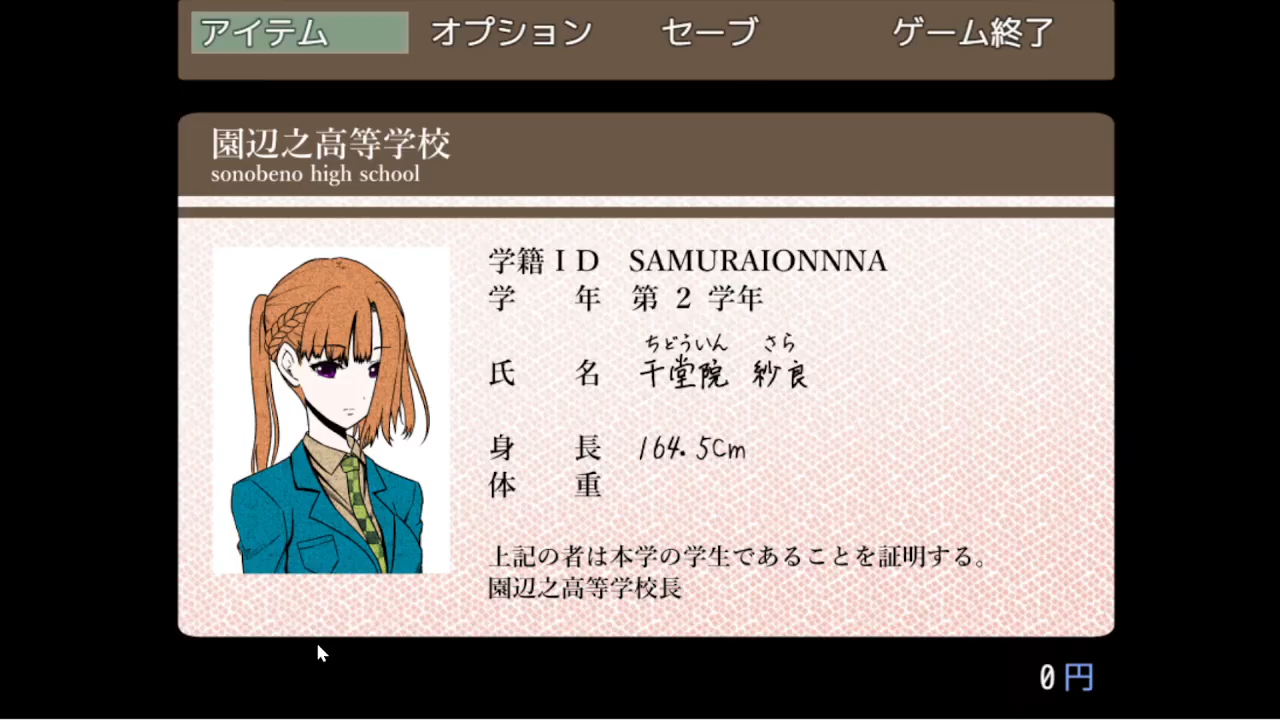 アイテム オプション セーブ ゲーム終了
園辺之高等学校
sonobeno high school
学籍ID SAMURAIONNNA
学年 第2学年
ちどういん さら
氏名 千堂院 紗良
身長 164.5Cm
体重
上記の者は本学の学生であることを証明する。
園辺之高等学校長
0円